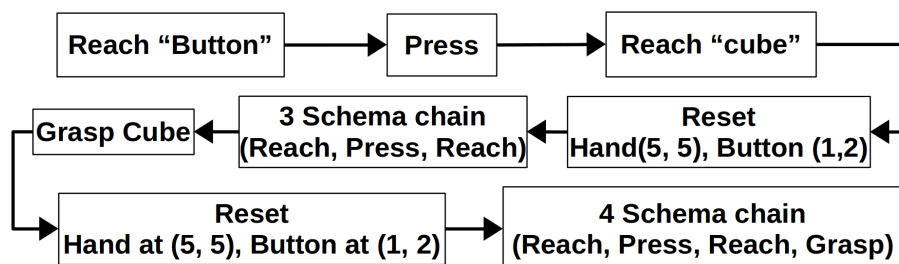 Reach “Button”
Press
Reach “cube”
Reset
Hand(5, 5), Button (1,2)
3 Schema chain
(Reach, Press, Reach)
Grasp Cube
Reset
Hand at (5, 5), Button at (1, 2)
4 Schema chain
(Reach, Press, Reach, Grasp)